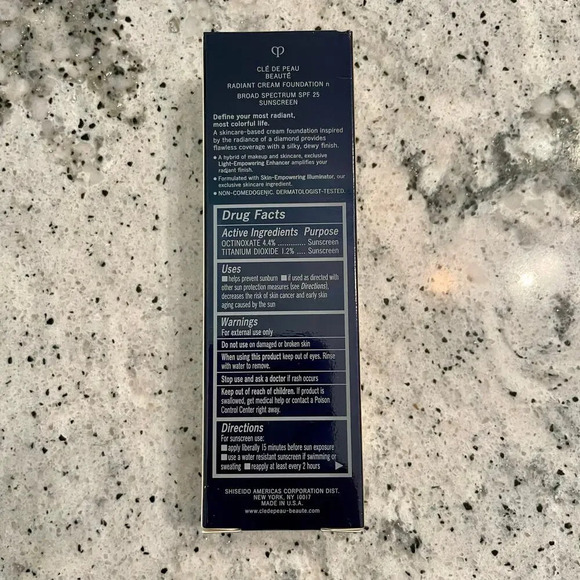 CLÉ DE PEAU
BEAUTÉ
RADIANT CREAM FOUNDATION n
BROAD SPECTRUM SPF 25
SUNSCREEN
Define your most radiant,
most colorful life.
A skincare-based cream foundation inspired
by the radiance of a diamond provides
flawless coverage with a silky, dewy finish.
● A hybrid of makeup and skincare, exclusive
Light-Empowering Enhancer amplifies your
radiant finish.
● Formulated with Skin-Empowering Illuminator, our
exclusive skincare ingredient.
● NON-COMEDOGENIC. DERMATOLOGIST-TESTED.
Drug Facts
Active Ingredients Purpose
OCTINOXATE 4.4% ............. Sunscreen
TITANIUM DIOXIDE 1.2% .... Sunscreen
Uses
■ helps prevent sunburn ■ if used as directed with
other sun protection measures (see Directions),
decreases the risk of skin cancer and early skin
aging caused by the sun
Warnings
For external use only
Do not use on damaged or broken skin
When using this product keep out of eyes. Rinse
with water to remove.
Stop use and ask a doctor if rash occurs
Keep out of reach of children. If product is
swallowed, get medical help or contact a Poison
Control Center right away.
Directions
For sunscreen use:
■ apply liberally 15 minutes before sun exposure
■ use a water resistant sunscreen if swimming or
sweating ■ reapply at least every 2 hours
SHISEIDO AMERICAS CORPORATION DIST.
NEW YORK, NY 10017
MADE IN U.S.A.
www.cledepeau-beaute.com